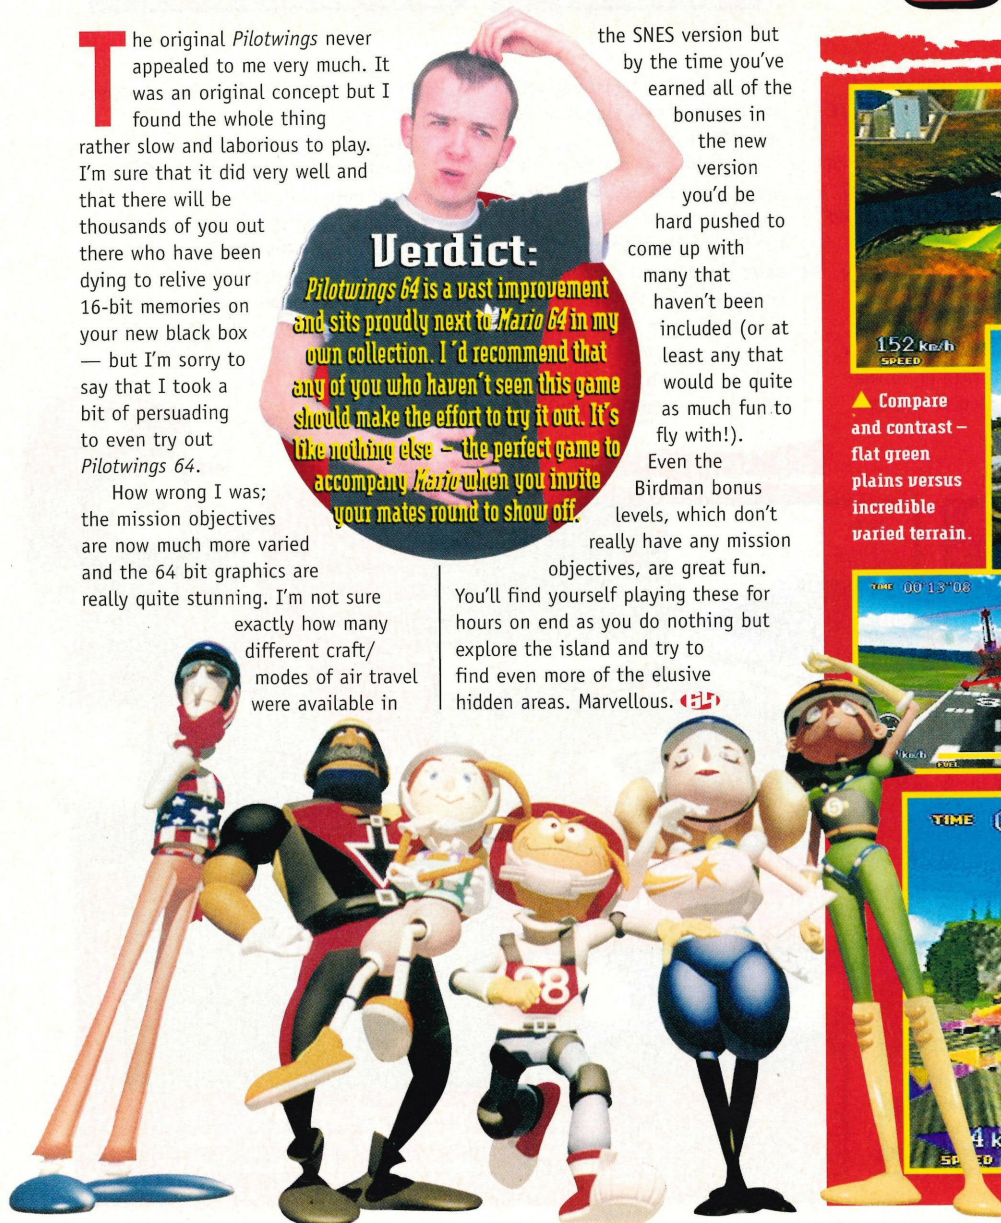 The original Pilotwings never
appealed to me very much. It
was an original concept but I
found the whole thing
rather slow and laborious to play.
I'm sure that it did very well and
that there will be
thousands of you out
there who have been
dying to relive your
16-bit memories on
your new black box
— but I'm sorry to
say that I took a
bit of persuading
to even try out
Pilotwings 64.
How wrong I was;
the mission objectives
are now much more varied
and the 64 bit graphics are
really quite stunning. I'm not sure
exactly how many
different craft/
modes of air travel
were available in
the SNES version but
by the time you've
earned all of the
bonuses in
the new
version
you'd be
hard pushed to
come up with
many that
haven't been
included (or at
least any that
would be quite
as much fun to
fly with!).
Even the
Birdman bonus
levels, which don't
really have any mission
objectives, are great fun.
You'll find yourself playing these for
hours on end as you do nothing but
explore the island and try to
find even more of the elusive
hidden areas. Marvellous. 64
Verdict:
Pilotwings 64 is a vast improvement
and sits proudly next to Mario 64 in my
own collection. I'd recommend that
any of you who haven't seen this game
should make the effort to try it out. It's
like nothing else – the perfect game to
accompany Mario when you invite
your mates round to show off.
152 km/h
SPEED
▲ Compare
and contrast –
flat green
plains versus
incredible
varied terrain.
TIME 00'13"08
km/h
FUEL
TIME
4 k
SPEED
88